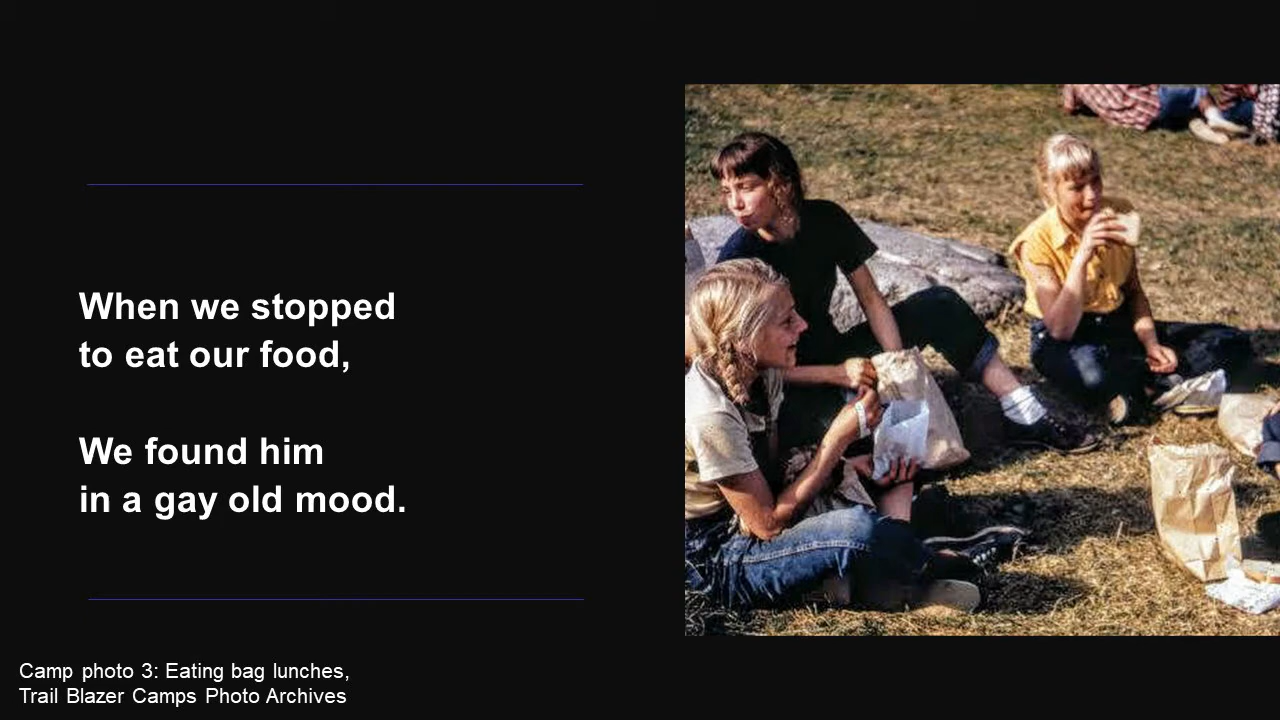 When we stopped
to eat our food,
We found him
in a gay old mood.
Camp photo 3: Eating bag lunches,
Trail Blazer Camps Photo Archives